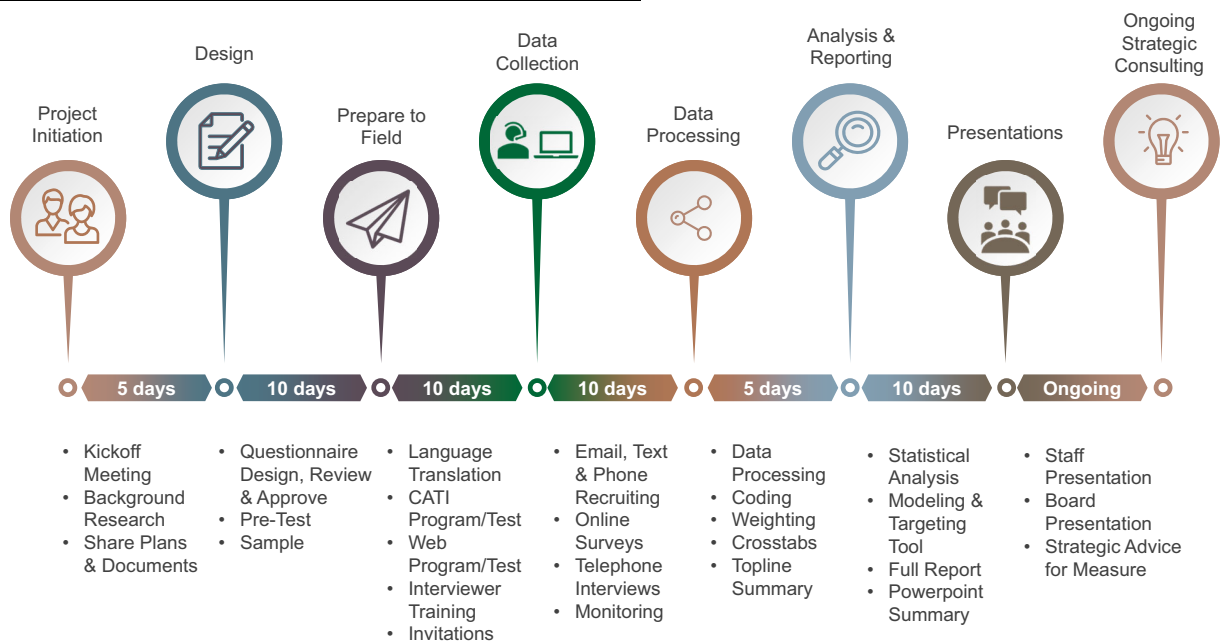 Project
Initiation
Design
Prepare to
Field
Data
Collection
Data
Processing
Analysis &
Reporting
Presentations
Ongoing
Strategic
Consulting
5 days
10 days
10 days
10 days
5 days
10 days
Ongoing
• Kickoff
Meeting
• Background
Research
• Share Plans
& Documents
• Questionnaire
Design, Review
& Approve
• Pre-Test
• Sample
• Language
Translation
• CATI
Program/Test
• Web
Program/Test
• Interviewer
Training
• Invitations
• Email, Text
& Phone
Recruiting
• Online
Surveys
• Telephone
Interviews
• Monitoring
• Data
Processing
• Coding
• Weighting
• Crosstabs
• Topline
Summary
• Statistical
Analysis
• Modeling &
Targeting
Tool
• Full Report
• Powerpoint
Summary
• Staff
Presentation
• Board
Presentation
• Strategic Advice
for Measure